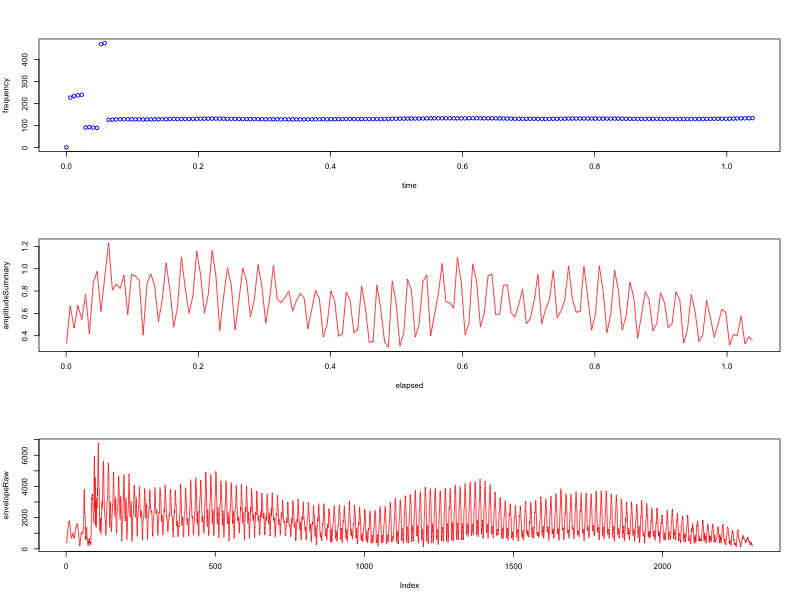 frequency
0 100 200 300 400
0.0 0.2 0.4 0.6 0.8 1.0
time
amplitudeSummary
0.4 0.6 0.8 1.0 1.2
0.0 0.2 0.4 0.6 0.8 1.0
elapsed
envelopeRaw
0 2000 4000 6000
0 500 1000 1500 2000
Index